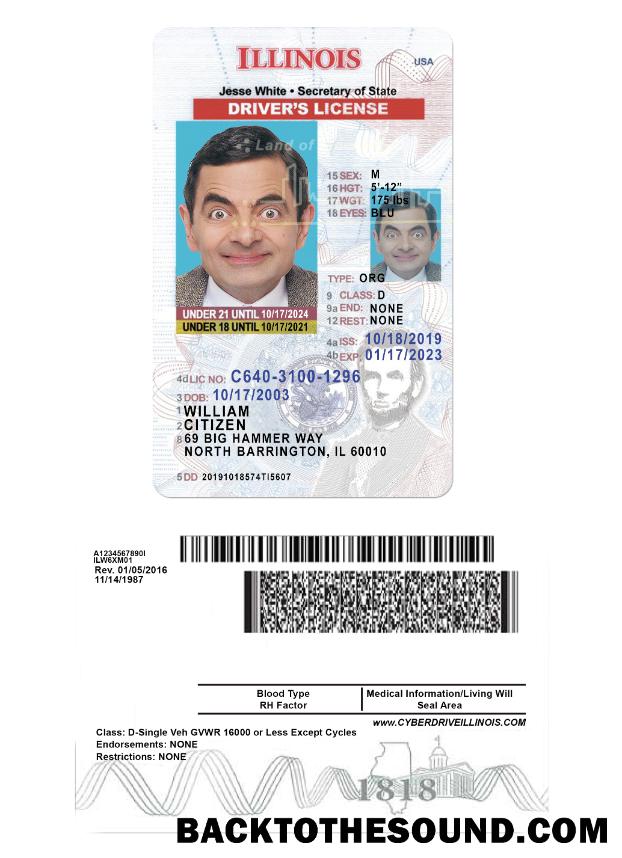 ILLINOIS
USA
Jesse White • Secretary of State
DRIVER'S LICENSE
Land of
15 SEX: M
16 HGT: 5'-12"
17 WGT: 175 lbs
18 EYES: BLU
TYPE: ORG
9 CLASS: D
9a END: NONE
12 REST: NONE
UNDER 21 UNTIL 10/17/2024
UNDER 18 UNTIL 10/17/2021
4a ISS: 10/18/2019
4b EXP: 01/17/2023
4d LIC NO: C640-3100-1296
3 DOB: 10/17/2003
1 WILLIAM
2 CITIZEN
8 69 BIG HAMMER WAY
NORTH BARRINGTON, IL 60010
5 DD 20191018574TI5607
A1234567890I
ILW6XM01
Rev. 01/05/2016
11/14/1987
Blood Type
RH Factor
Medical Information/Living Will
Seal Area
www.CYBERDRIVEILLINOIS.COM
Class: D-Single Veh GVWR 16000 or Less Except Cycles
Endorsements: NONE
Restrictions: NONE
1818
BACKTOTHESOUND.COM